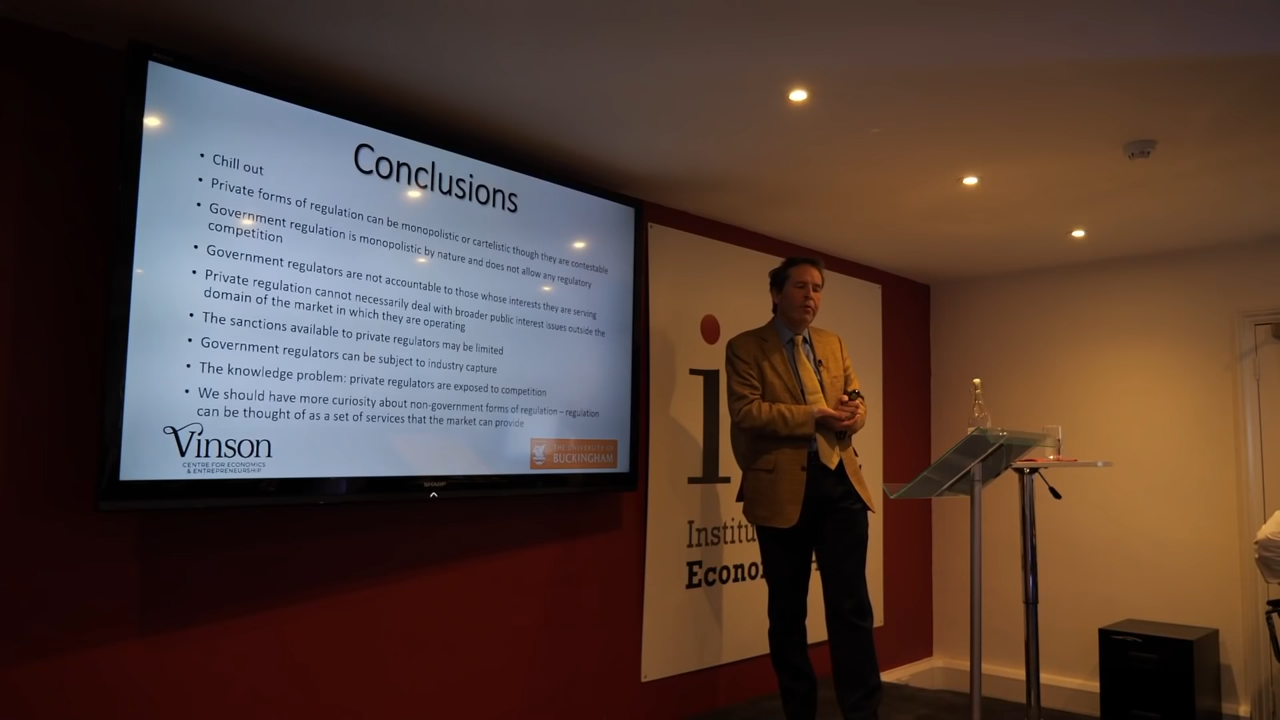 Conclusions
• Chill out
• Private forms of regulation can be monopolistic or cartelistic though they are contestable
• Government regulation is monopolistic by nature and does not allow any regulatory
competition
• Government regulators are not accountable to those whose interests they are serving
• Private regulation cannot necessarily deal with broader public interest issues outside the
domain of the market in which they are operating
• The sanctions available to private regulators may be limited
• Government regulators can be subject to industry capture
• The knowledge problem: private regulators are exposed to competition
• We should have more curiosity about non-government forms of regulation – regulation
can be thought of as a set of services that the market can provide
Vinson
CENTRE FOR ECONOMICS
& ENTREPRENEURSHIP
THE UNIVERSITY OF
BUCKINGHAM
SHARP
i
Institu
Econo